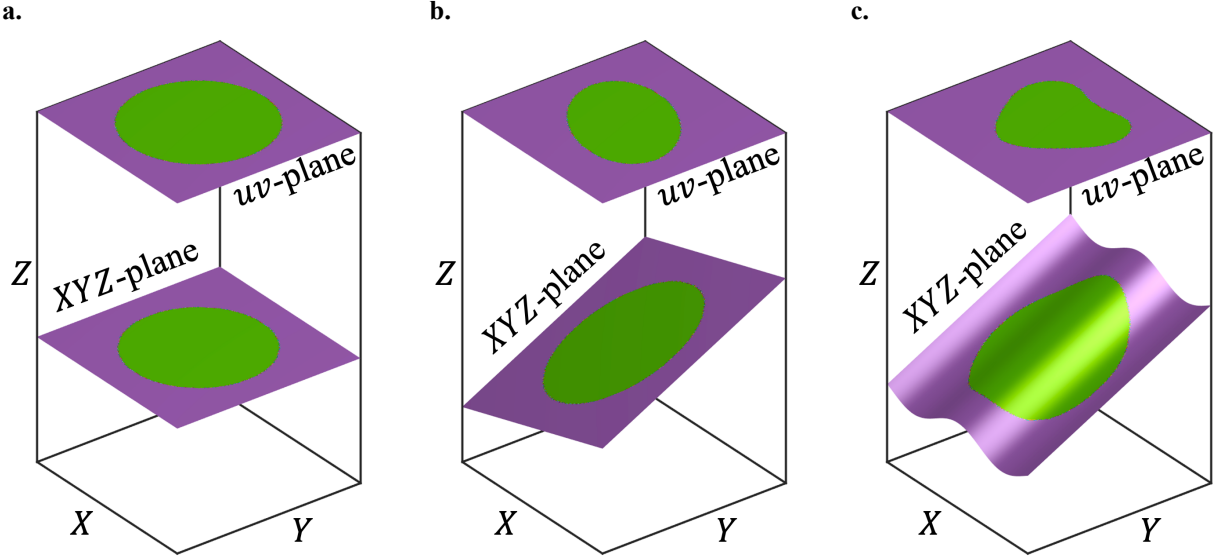 a.
b.
c.
uv-plane
XYZ-plane
Z
X
Y
uv-plane
XYZ-plane
Z
X
Y
uv-plane
XYZ-plane
Z
X
Y